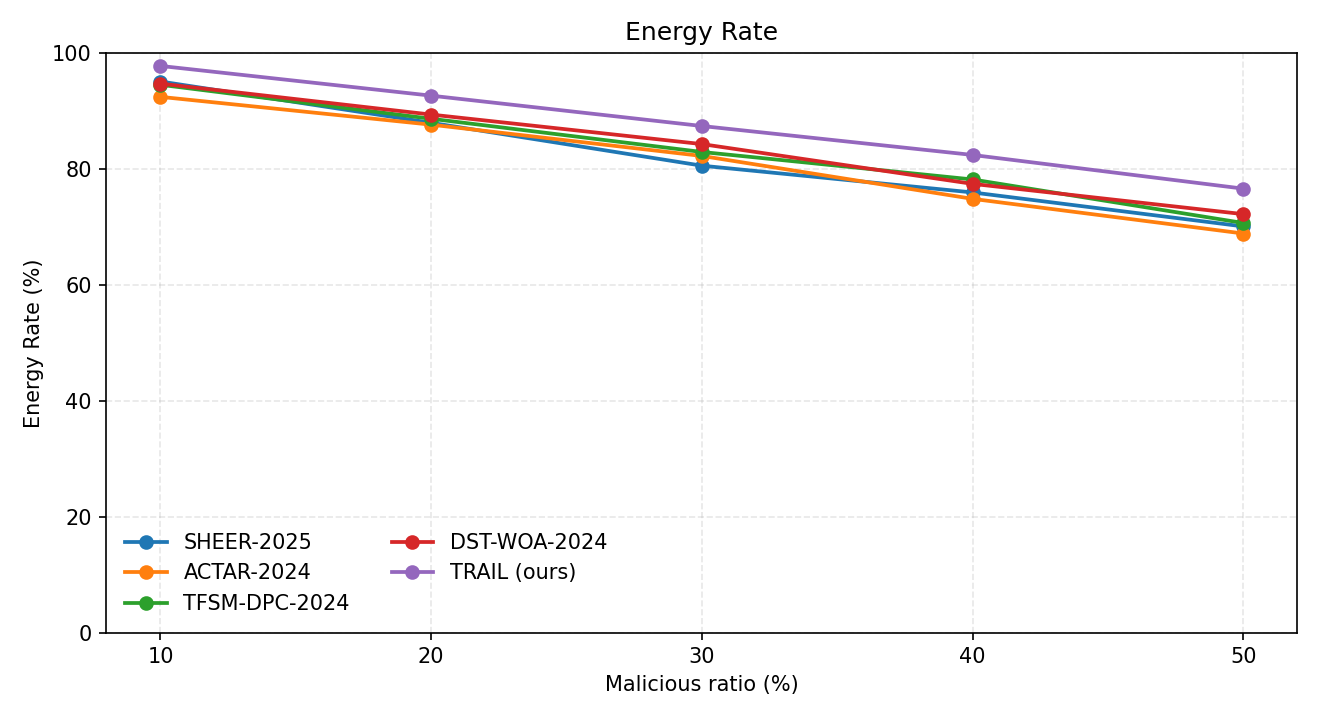 Energy Rate
100
80
60
40
20
0
Energy Rate (%)
SHEER-2025
ACTAR-2024
TFSM-DPC-2024
DST-WOA-2024
TRAIL (ours)
10 20 30 40 50
Malicious ratio (%)